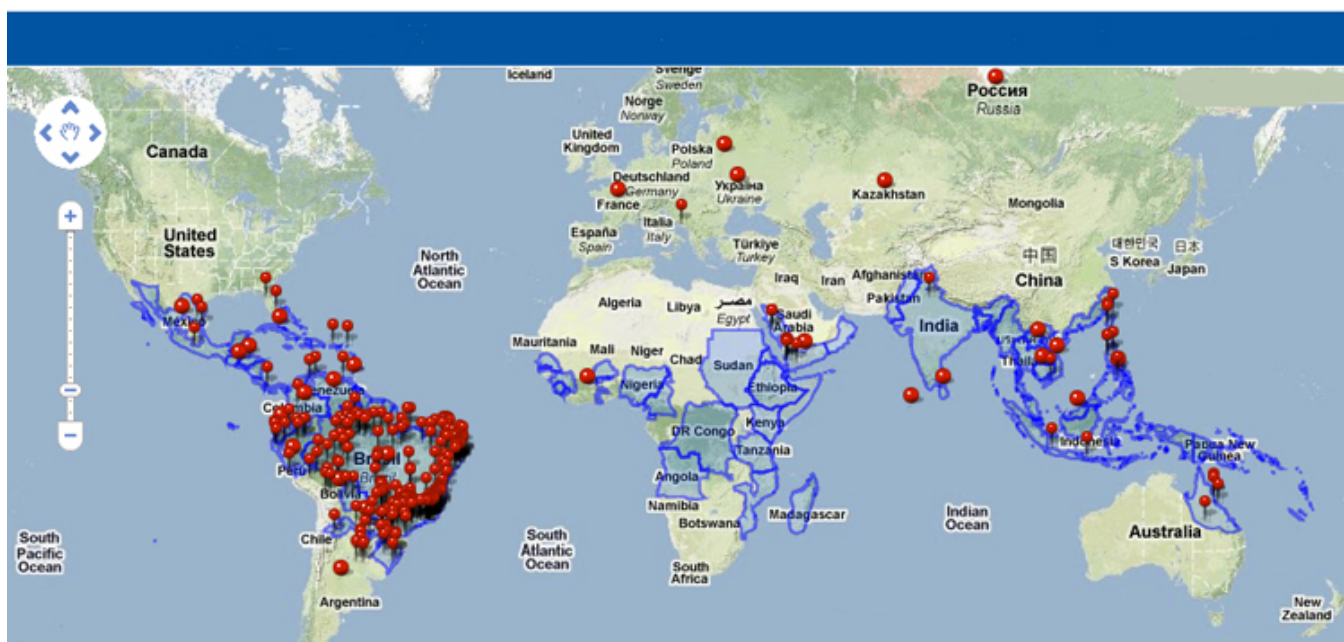 Iceland
Sverige
Sweden
Norge
Norway
Россия
Russia
Canada
United
Kingdom
Polska
Poland
Deutschland
Germany
Україна
Ukraine
Kazakhstan
Mongolia
France
Italia
Italy
España
Spain
Türkiye
Turkey
United
States
North
Atlantic
Ocean
대한민국
S Korea
日本
Japan
中国
China
Iraq
Iran
Afghanistan
Pakistan
Algeria
Libya
مصر
Egypt
Saudi
Arabia
India
México
Mauritania
Mali
Niger
Chad
Sudan
Nigeria
Ethiopia
Colombia
DR Congo
Kenya
Tanzania
Indonesia
Papua New
Guinea
Brasil
Brazil
Peru
Bolivia
Angola
Namibia
Botswana
Madagascar
Indian
Ocean
Australia
South
Pacific
Ocean
Chile
South
Atlantic
Ocean
South
Africa
Argentina
New
Zealand